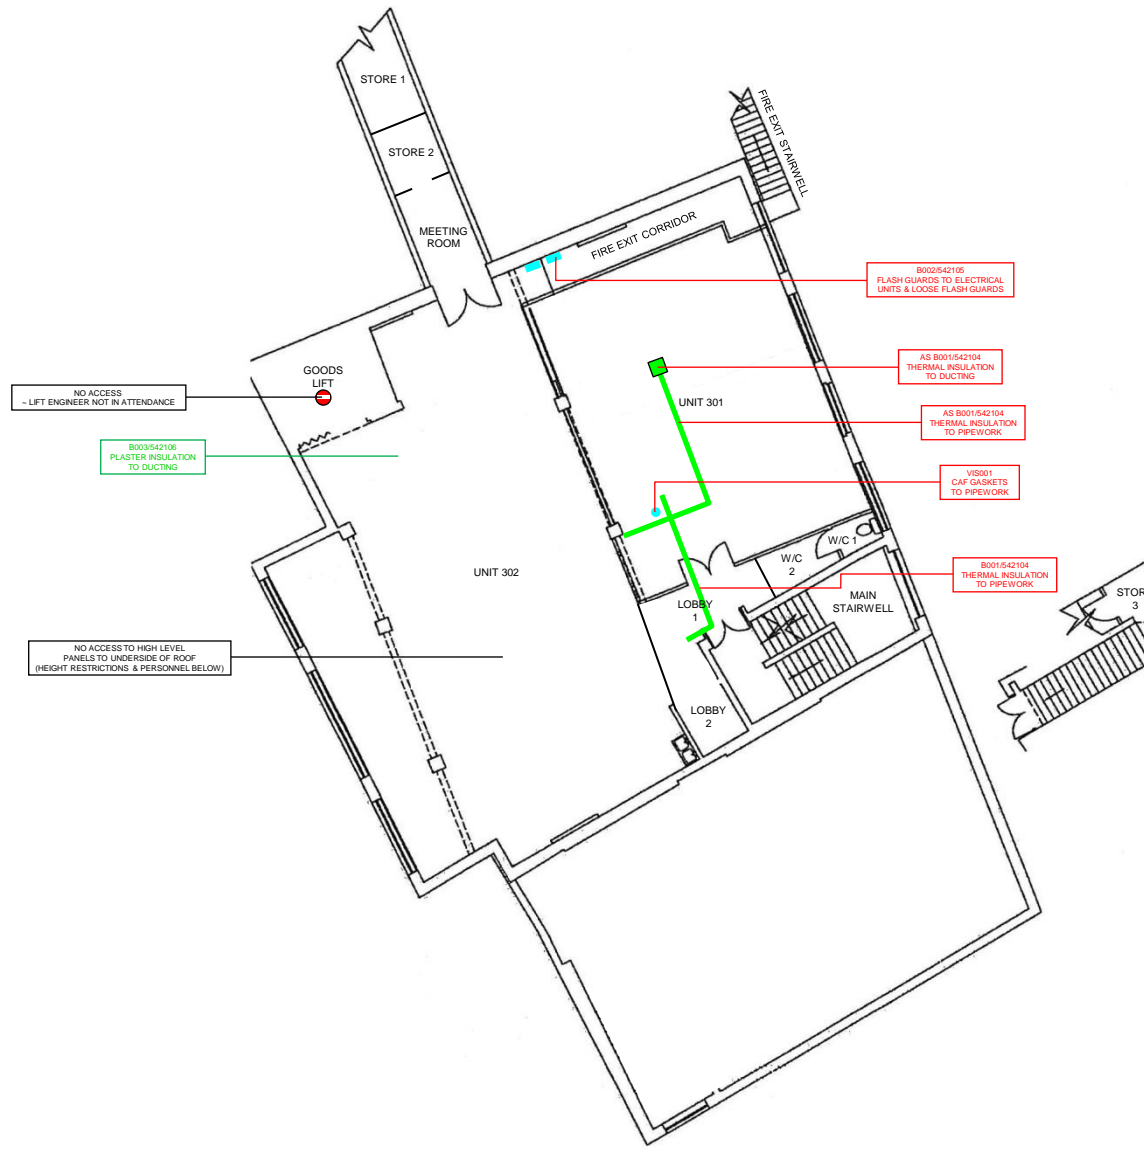 STORE 1
STORE 2
MEETING
ROOM
FIRE EXIT STAIRWELL
FIRE EXIT CORRIDOR
B002/542105
FLASH GUARDS TO ELECTRICAL
UNITS & LOOSE FLASH GUARDS
GOODS
LIFT
NO ACCESS
~ LIFT ENGINEER NOT IN ATTENDANCE
AS B001/542104
THERMAL INSULATION
TO DUCTING
UNIT 301
AS B001/542104
THERMAL INSULATION
TO PIPEWORK
B003/542106
PLASTER INSULATION
TO DUCTING
VIS001
CAF GASKETS
TO PIPEWORK
W/C 1
W/C
2
UNIT 302
B001/542104
THERMAL INSULATION
TO PIPEWORK
MAIN
STAIRWELL
LOBBY
1
STOR
3
NO ACCESS TO HIGH LEVEL
PANELS TO UNDERSIDE OF ROOF
(HEIGHT RESTRICTIONS & PERSONNEL BELOW)
LOBBY
2